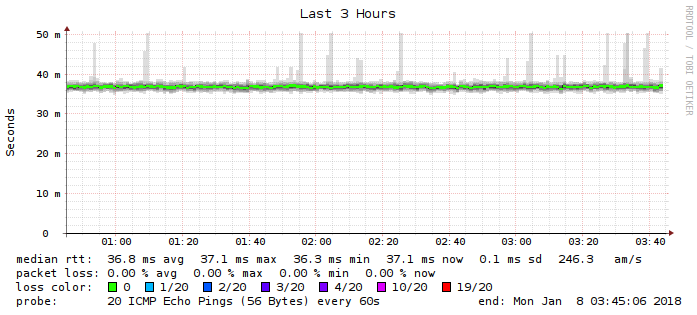 Last 3 Hours
RRDTOOL / TOBI OETIKER
Seconds
50 m
40 m
30 m
20 m
10 m
0
01:00 01:20 01:40 02:00 02:20 02:40 03:00 03:20 03:40
median rtt: 36.8 ms avg 37.1 ms max 36.3 ms min 37.1 ms now 0.1 ms sd 246.3 am/s
packet loss: 0.00 % avg 0.00 % max 0.00 % min 0.00 % now
loss color: 0 1/20 2/20 3/20 4/20 10/20 19/20
probe: 20 ICMP Echo Pings (56 Bytes) every 60s end: Mon Jan 8 03:45:06 2018